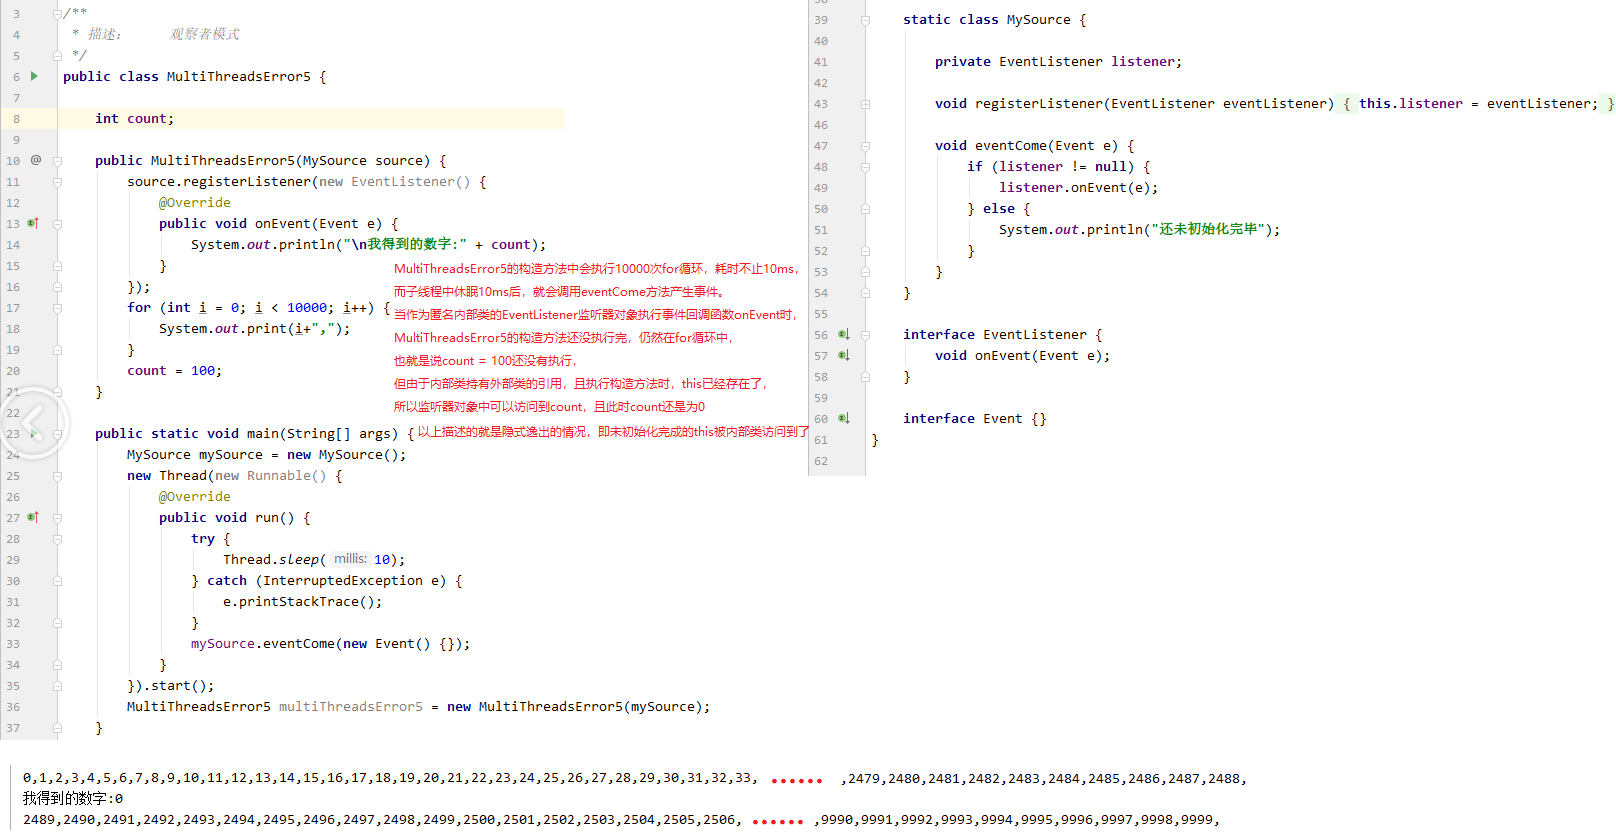 3 /**
4 * 描述:      观察者模式
5 */
6 public class MultiThreadsError5 {
7
8 int count;
9
10 @ public MultiThreadsError5(MySource source) {
11 source.registerListener(new EventListener() {
12 @Override
13 public void onEvent(Event e) {
14 System.out.println("\n我得到的数字:" + count);
15 }
16 });
17 for (int i = 0; i < 10000; i++) {
18 System.out.print(i+",");
19 }
20 count = 100;
21 }
22
23 public static void main(String[] args) {
24 MySource mySource = new MySource();
25 new Thread(new Runnable() {
26 @Override
27 public void run() {
28 try {
29 Thread.sleep( millis: 10);
30 } catch (InterruptedException e) {
31 e.printStackTrace();
32 }
33 mySource.eventCome(new Event() {});
34 }
35 }).start();
36 MultiThreadsError5 multiThreadsError5 = new MultiThreadsError5(mySource);
37 }
MultiThreadsError5的构造方法中会执行10000次for循环，耗时不止10ms，
而子线程中休眠10ms后，就会调用eventCome方法产生事件。
当作为匿名内部类的EventListener监听器对象执行事件回调函数onEvent时，
MultiThreadsError5的构造方法还没执行完，仍然在for循环中，
也就是说count = 100还没有执行，
但由于内部类持有外部类的引用，且执行构造方法时，this已经存在了，
所以监听器对象中可以访问到count，且此时count还是为0
以上描述的就是隐式逸出的情况，即未初始化完成的this被内部类访问到了
39 static class MySource {
40
41 private EventListener listener;
42
43 void registerListener(EventListener eventListener) { this.listener = eventListener; }
46
47 void eventCome(Event e) {
48 if (listener != null) {
49 listener.onEvent(e);
50 } else {
51 System.out.println("还未初始化完毕");
52 }
53 }
54 }
55
56 interface EventListener {
57 void onEvent(Event e);
58 }
59
60 interface Event {}
61 }
62
0,1,2,3,4,5,6,7,8,9,10,11,12,13,14,15,16,17,18,19,20,21,22,23,24,25,26,27,28,29,30,31,32,33, ...... ,2479,2480,2481,2482,2483,2484,2485,2486,2487,2488,
我得到的数字:0
2489,2490,2491,2492,2493,2494,2495,2496,2497,2498,2499,2500,2501,2502,2503,2504,2505,2506, ...... ,9990,9991,9992,9993,9994,9995,9996,9997,9998,9999,